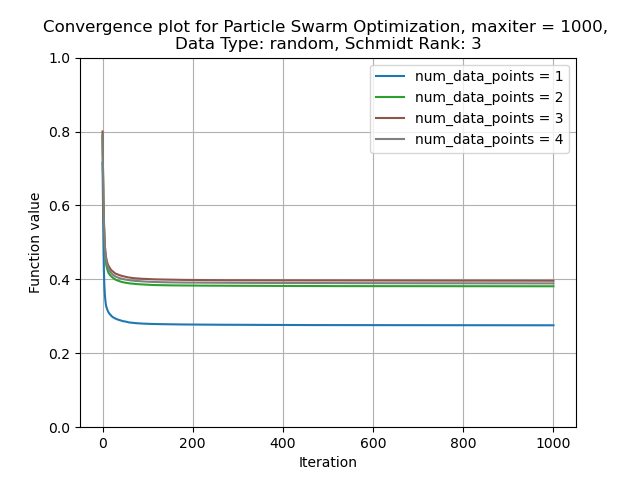 Convergence plot for Particle Swarm Optimization, maxiter = 1000,
Data Type: random, Schmidt Rank: 3
1.0
0.8
0.6
0.4
0.2
0.0
Function value
num_data_points = 1
num_data_points = 2
num_data_points = 3
num_data_points = 4
0 200 400 600 800 1000
Iteration